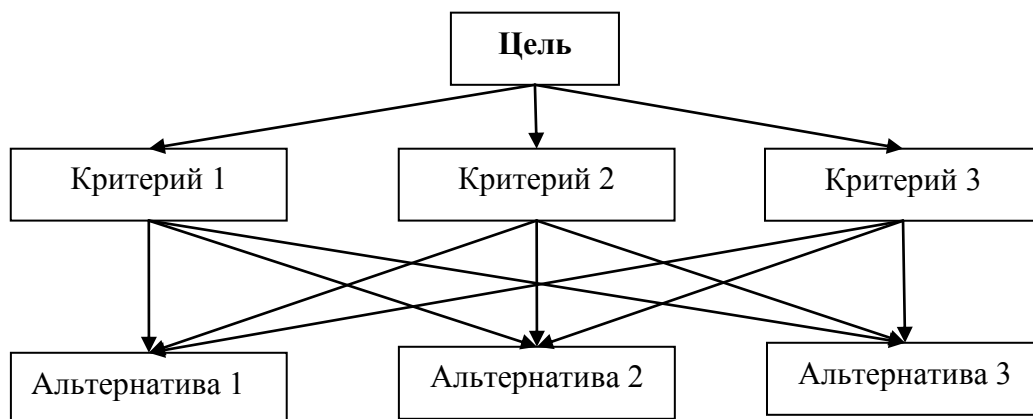 Цель
Критерий 1
Критерий 2
Критерий 3
Альтернатива 1
Альтернатива 2
Альтернатива 3